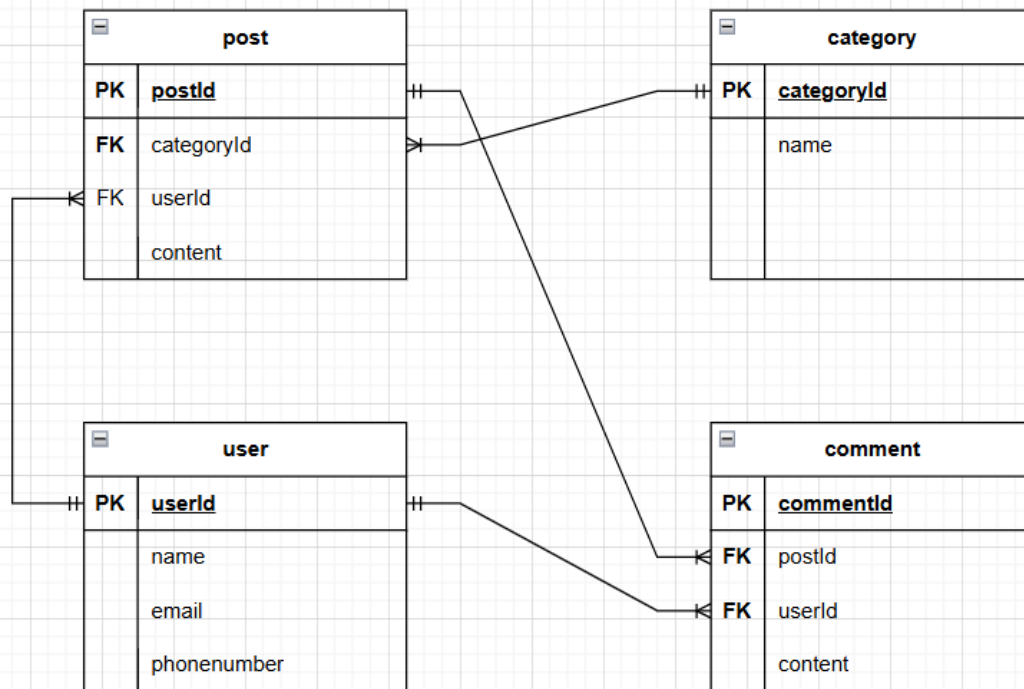 post
PK postId
FK categoryId
FK userId
content
category
PK categoryId
name
user
PK userId
name
email
phonenumber
comment
PK commentId
FK postId
FK userId
content